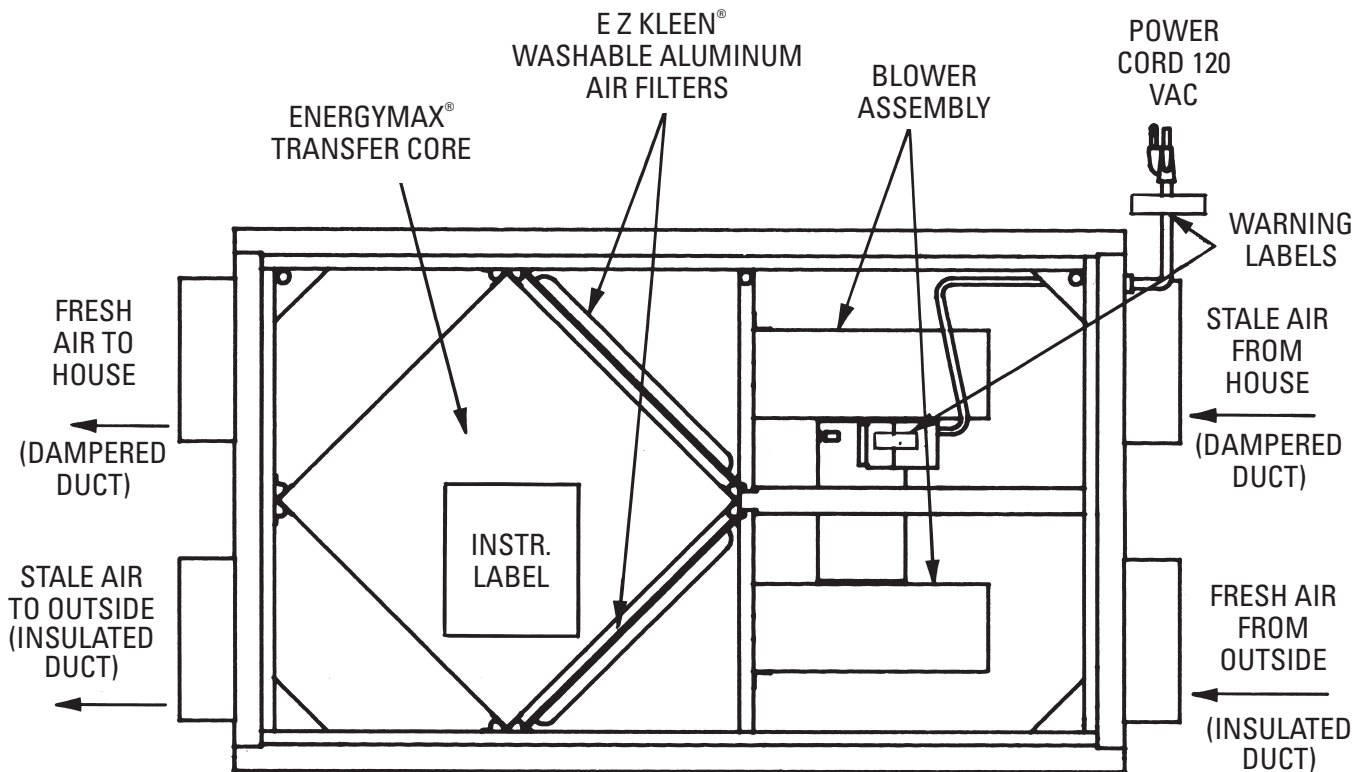 E Z KLEEN®
WASHABLE ALUMINUM
AIR FILTERS
POWER
CORD 120
VAC
BLOWER
ASSEMBLY
ENERGYMAX®
TRANSFER CORE
WARNING
LABELS
FRESH
AIR TO
HOUSE
(DAMPERED
DUCT)
STALE AIR
FROM
HOUSE
(DAMPERED
DUCT)
INSTR.
LABEL
STALE AIR
TO OUTSIDE
(INSULATED
DUCT)
FRESH AIR
FROM
OUTSIDE
(INSULATED
DUCT)